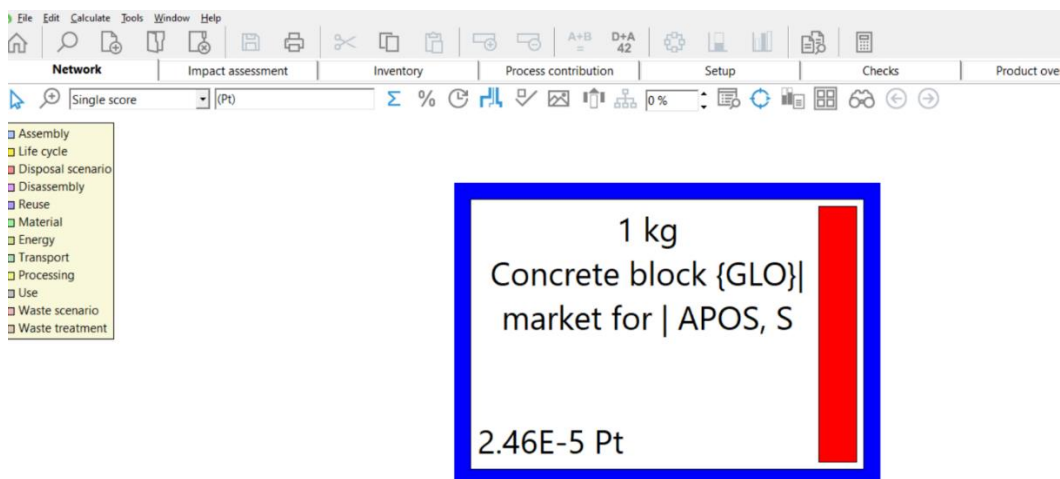 File Edit Calculate Tools Window Help
A+B
=
D+A
42
Network Impact assessment Inventory Process contribution Setup Checks Product ove
Single score (Pt) Σ % 0 %
Assembly
Life cycle
Disposal scenario
Disassembly
Reuse
Material
Energy
Transport
Processing
Use
Waste scenario
Waste treatment
1 kg
Concrete block {GLO}|
market for | APOS, S
2.46E-5 Pt